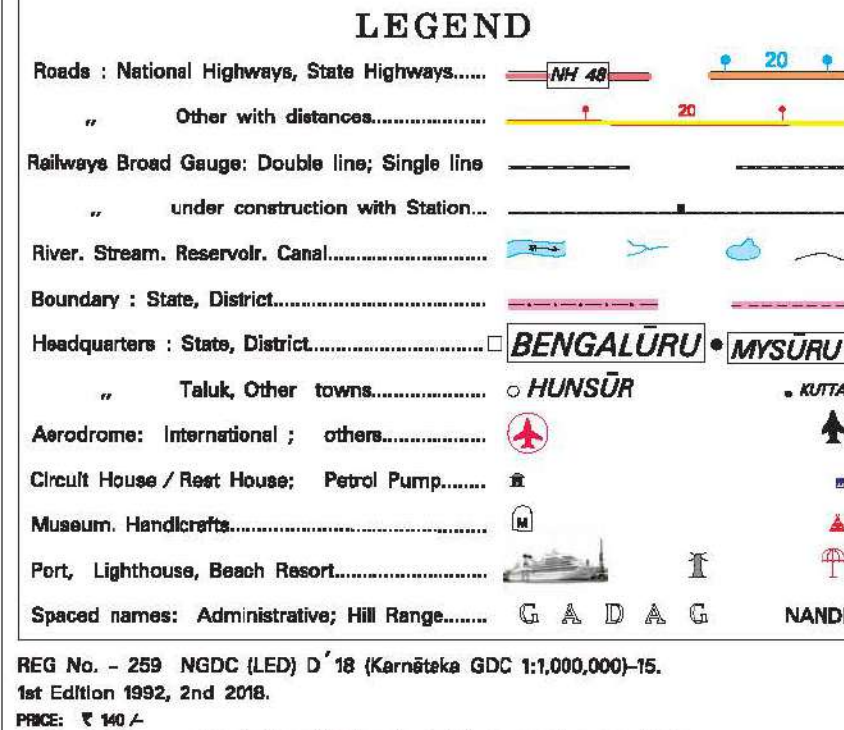 LEGEND
Roads : National Highways, State Highways...... NH 48 20
„ Other with distances...................... 20
Railways Broad Gauge: Double line; Single line
„ under construction with Station...
River. Stream. Reservoir. Canal..............................
Boundary : State, District........................................
Headquarters : State, District................................. BENGALŪRU MYSŪRU
„ Taluk, Other towns...................... HUNSŪR KUTTA
Aerodrome: International ; others....................
Circuit House / Rest House; Petrol Pump........
Museum. Handicrafts................................................
M
Port, Lighthouse, Beach Resort.............................
Spaced names: Administrative; Hill Range........ G A D A G NANDI
REG No. – 259 NGDC (LED) D´18 (Karnāteka GDC 1:1,000,000)–15.
1st Edition 1992, 2nd 2018.
PRICE: ₹ 140 /-